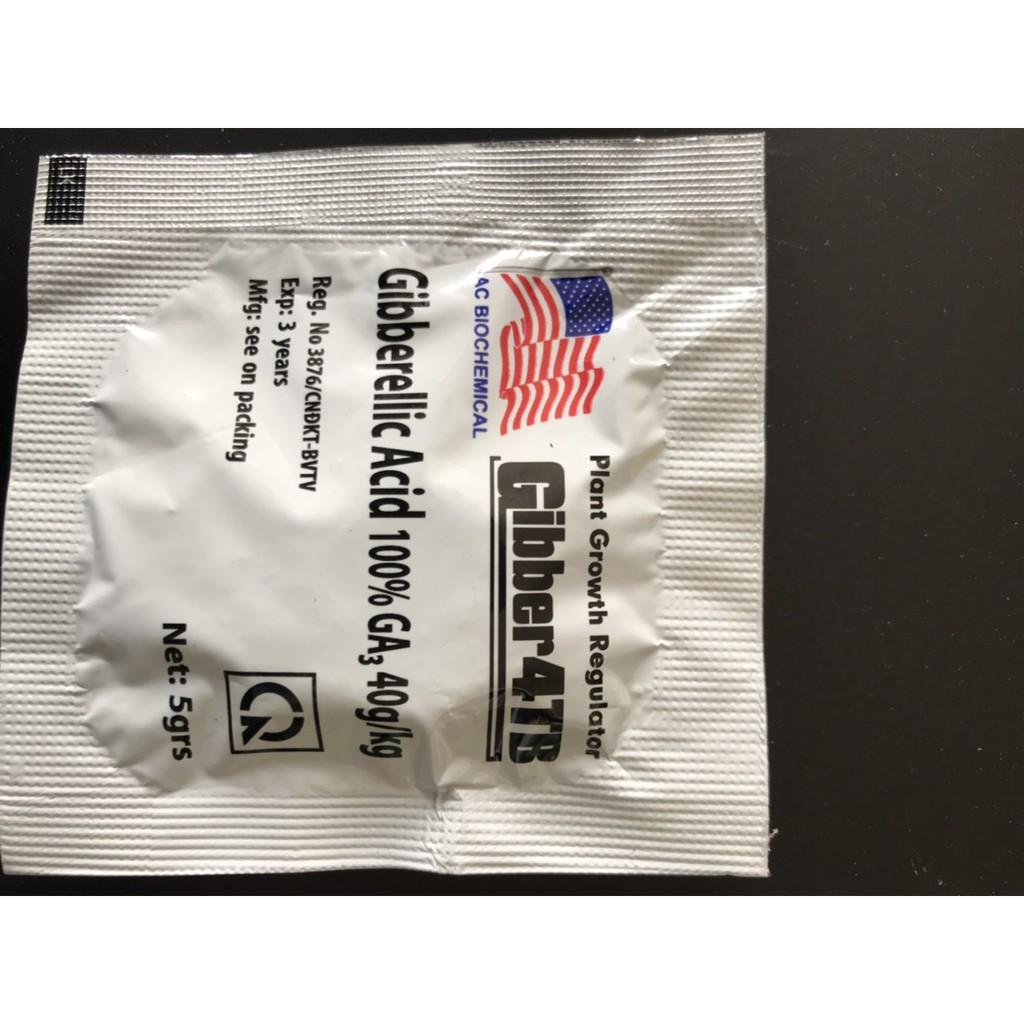 Plant Growth Regulator
Gibber4TB
AC BIOCHEMICAL
Gibberellic Acid 100% GA₃ 40g/kg
Reg. No 3876/CNĐKT-BVTV
Exp: 3 years
Mfg: see on packing
Net: 5grs